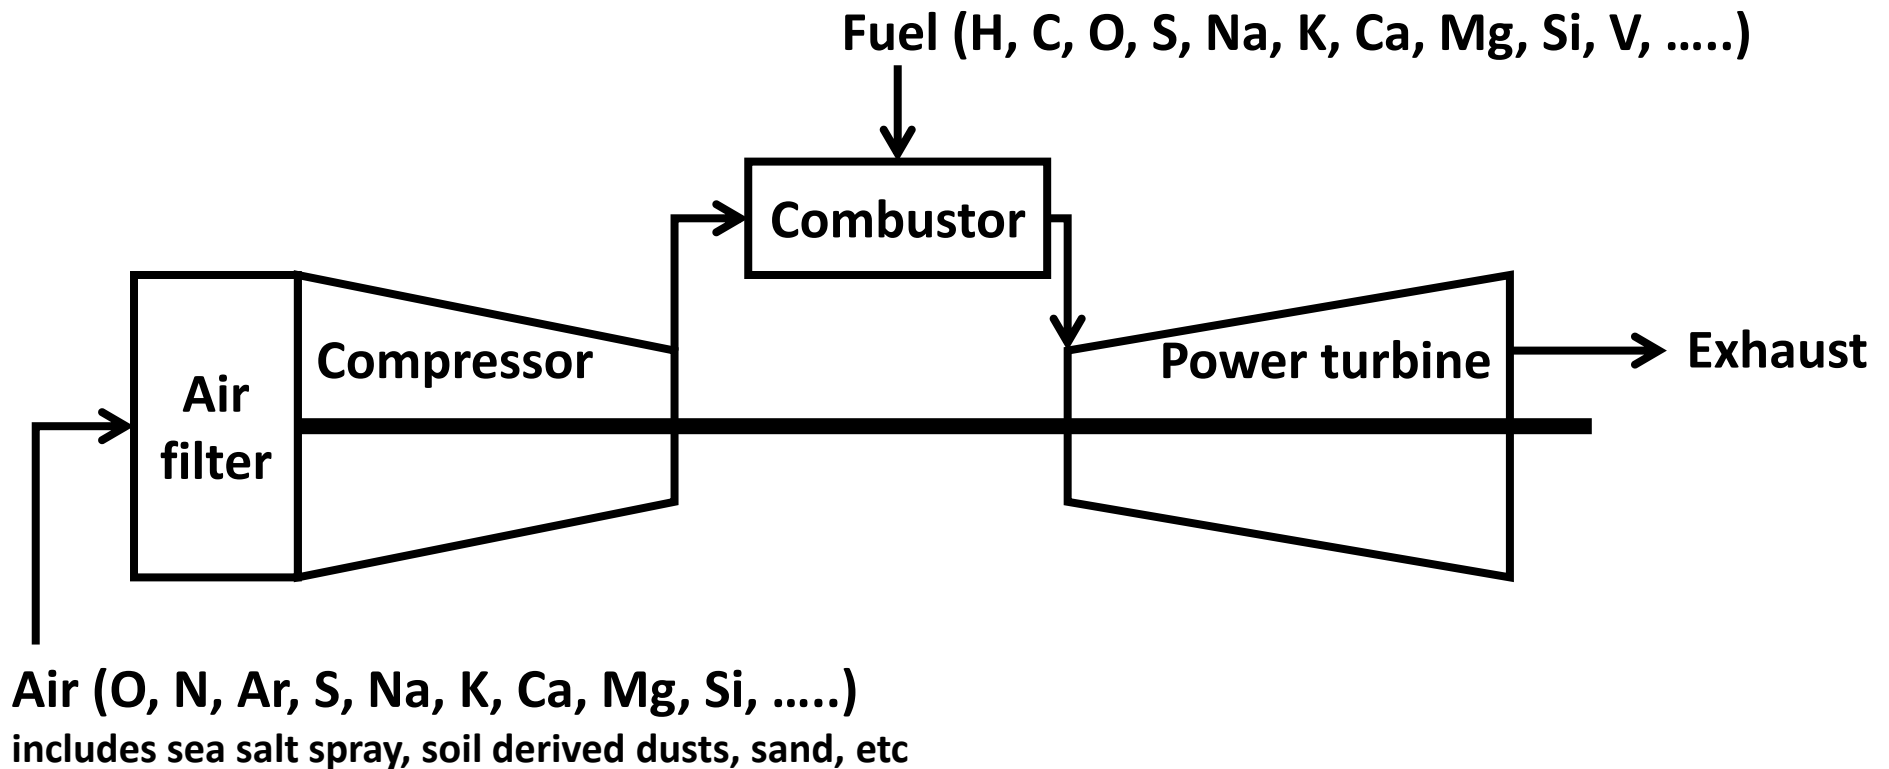 Fuel (H, C, O, S, Na, K, Ca, Mg, Si, V, .....)
Combustor
Compressor
Power turbine
Exhaust
Air
filter
Air (O, N, Ar, S, Na, K, Ca, Mg, Si, .....)
includes sea salt spray, soil derived dusts, sand, etc